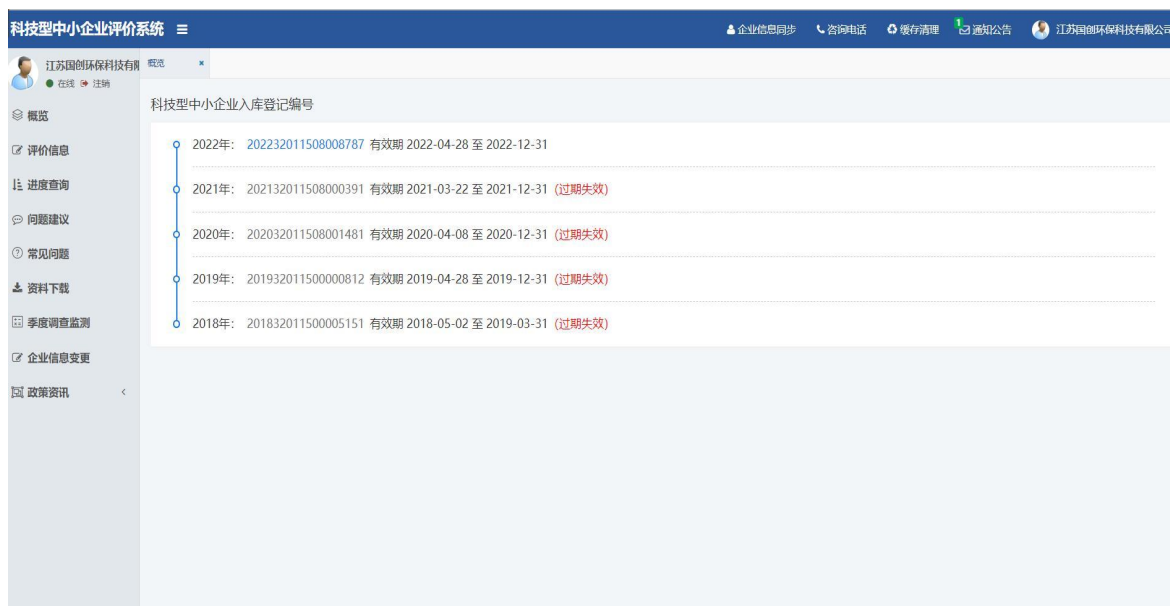 科技型中小企业评价系统
企业信息同步 咨询电话 缓存清理 1 通知公告 江苏国创环保科技有限公司
江苏国创环保科技有限
在线 注销
概览
概览
评价信息
进度查询
问题建议
常见问题
资料下载
季度调查监测
企业信息变更
政策资讯
科技型中小企业入库登记编号
2022年: 202232011508008787 有效期 2022-04-28 至 2022-12-31
2021年: 202132011508000391 有效期 2021-03-22 至 2021-12-31 (过期失效)
2020年: 202032011508001481 有效期 2020-04-08 至 2020-12-31 (过期失效)
2019年: 201932011500000812 有效期 2019-04-28 至 2019-12-31 (过期失效)
2018年: 201832011500005151 有效期 2018-05-02 至 2019-03-31 (过期失效)